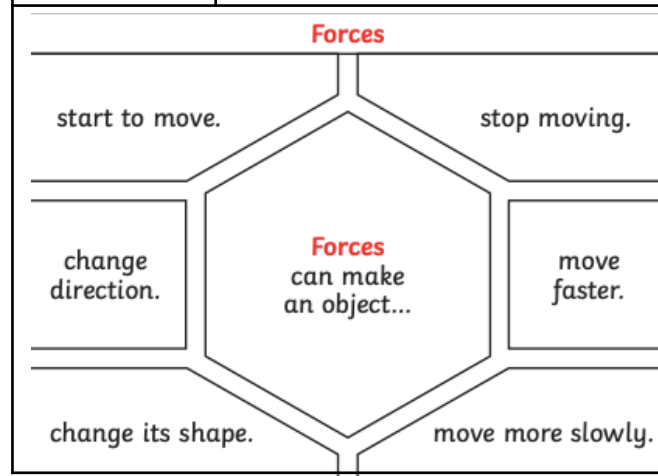 Forces
start to move.
stop moving.
change
direction.
Forces
can make
an object...
move
faster.
change its shape.
move more slowly.